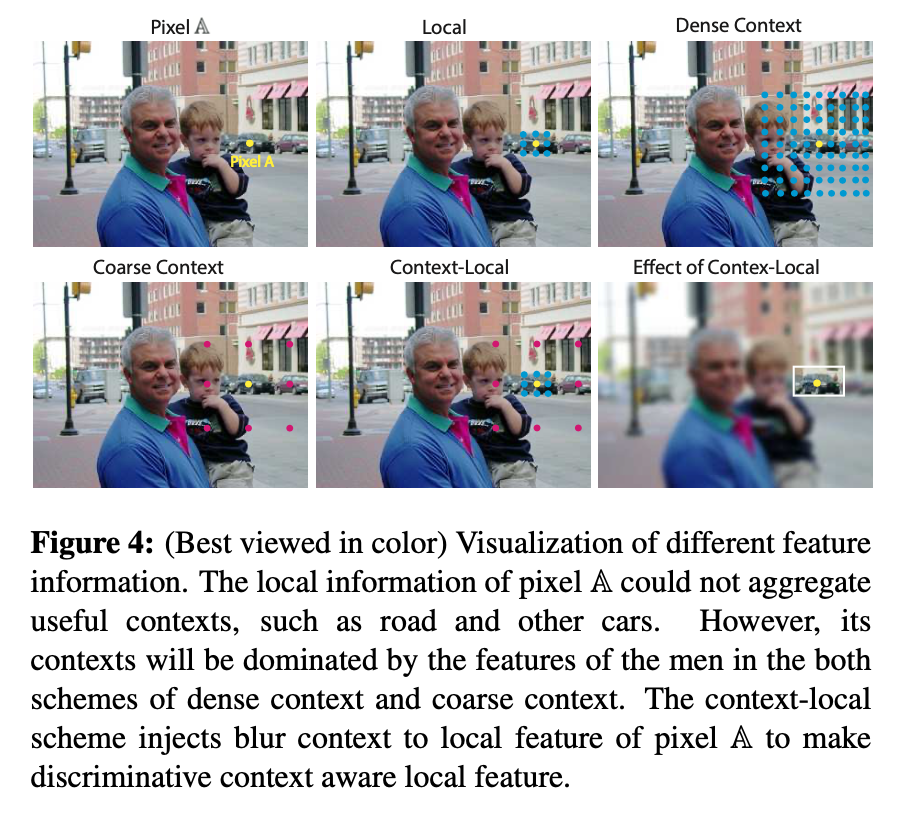 Pixel 𝔸
Local
Dense Context
Pixel A
Coarse Context
Context-Local
Effect of Contex-Local
Figure 4: (Best viewed in color) Visualization of different feature
information. The local information of pixel 𝔸 could not aggregate
useful contexts, such as road and other cars. However, its
contexts will be dominated by the features of the men in the both
schemes of dense context and coarse context. The context-local
scheme injects blur context to local feature of pixel 𝔸 to make
discriminative context aware local feature.